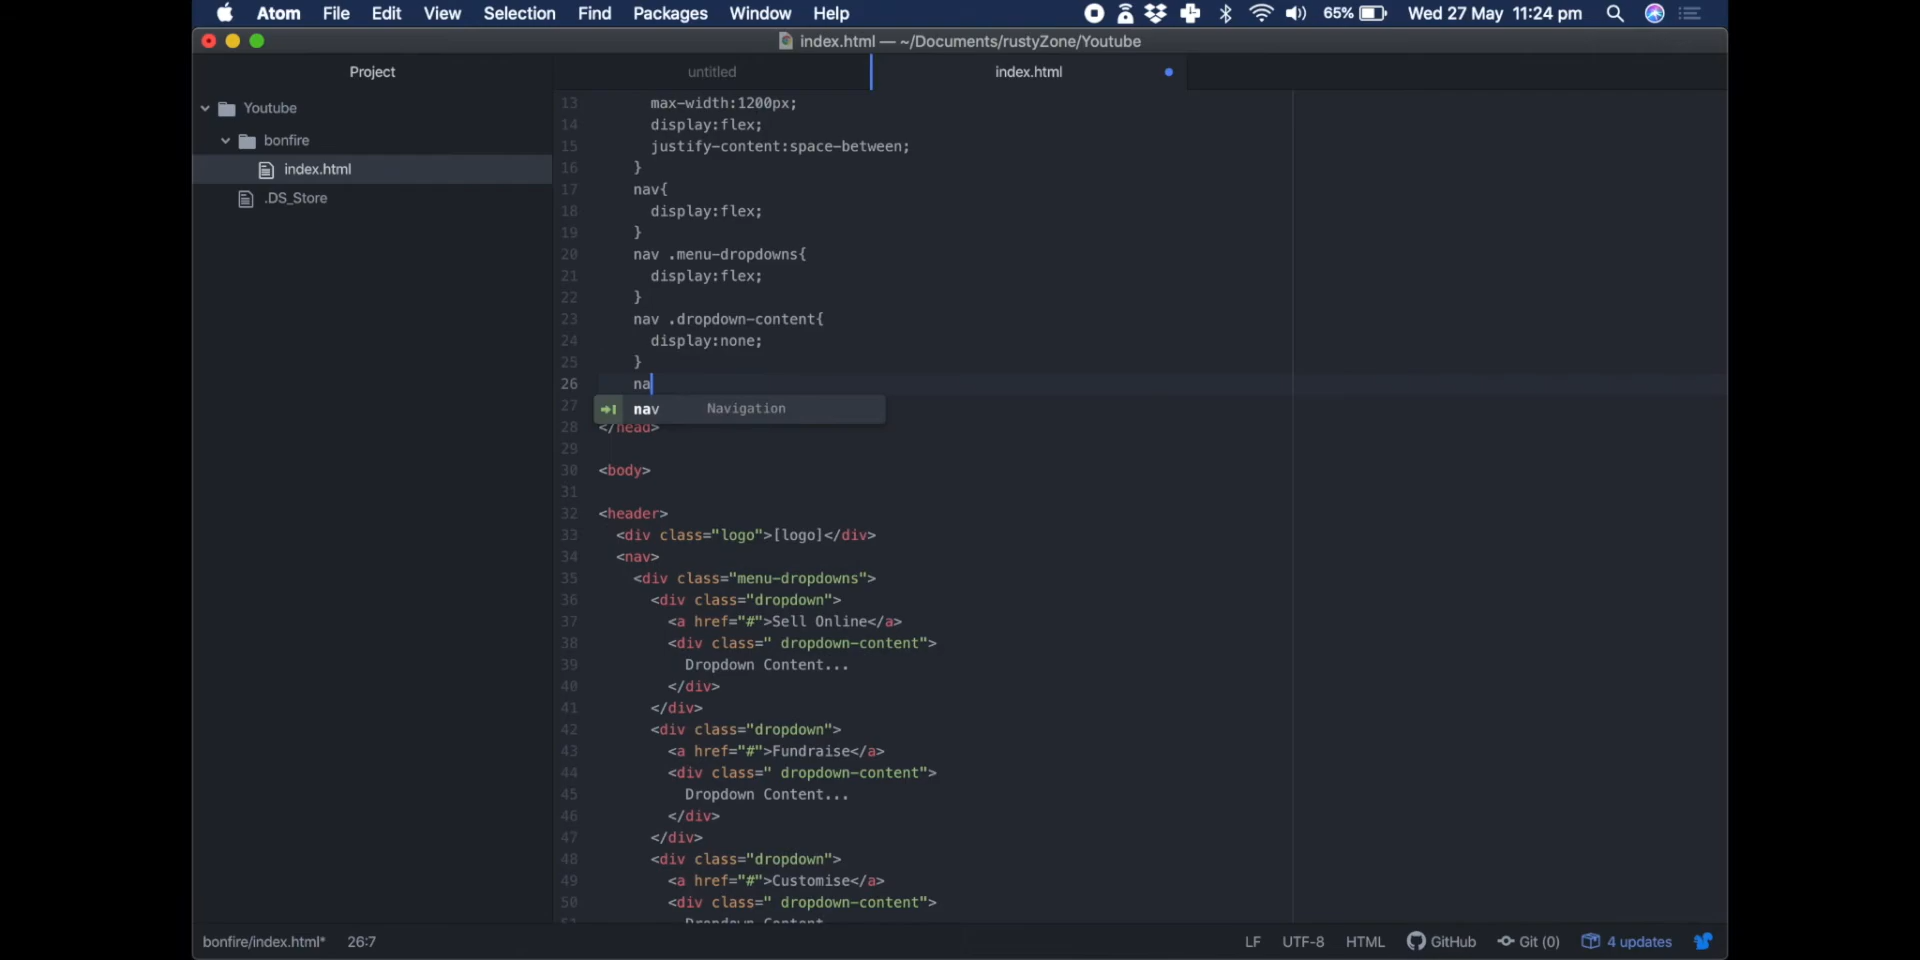 Atom File Edit View Selection Find Packages Window Help 65% Wed 27 May 11:24 pm
index.html — ~/Documents/rustyZone/Youtube
Project untitled index.html
Youtube
bonfire
index.html
.DS_Store
13 max-width:1200px;
14 display:flex;
15 justify-content:space-between;
16 }
17 nav{
18 display:flex;
19 }
20 nav .menu-dropdowns{
21 display:flex;
22 }
23 nav .dropdown-content{
24 display:none;
25 }
26 na
27 nav Navigation
28 </head>
29
30 <body>
31
32 <header>
33 <div class="logo">[logo]</div>
34 <nav>
35 <div class="menu-dropdowns">
36 <div class="dropdown">
37 <a href="#">Sell Online</a>
38 <div class=" dropdown-content">
39 Dropdown Content...
40 </div>
41 </div>
42 <div class="dropdown">
43 <a href="#">Fundraise</a>
44 <div class=" dropdown-content">
45 Dropdown Content...
46 </div>
47 </div>
48 <div class="dropdown">
49 <a href="#">Customise</a>
50 <div class=" dropdown-content">
bonfire/index.html* 26:7 LF UTF-8 HTML GitHub Git (0) 4 updates